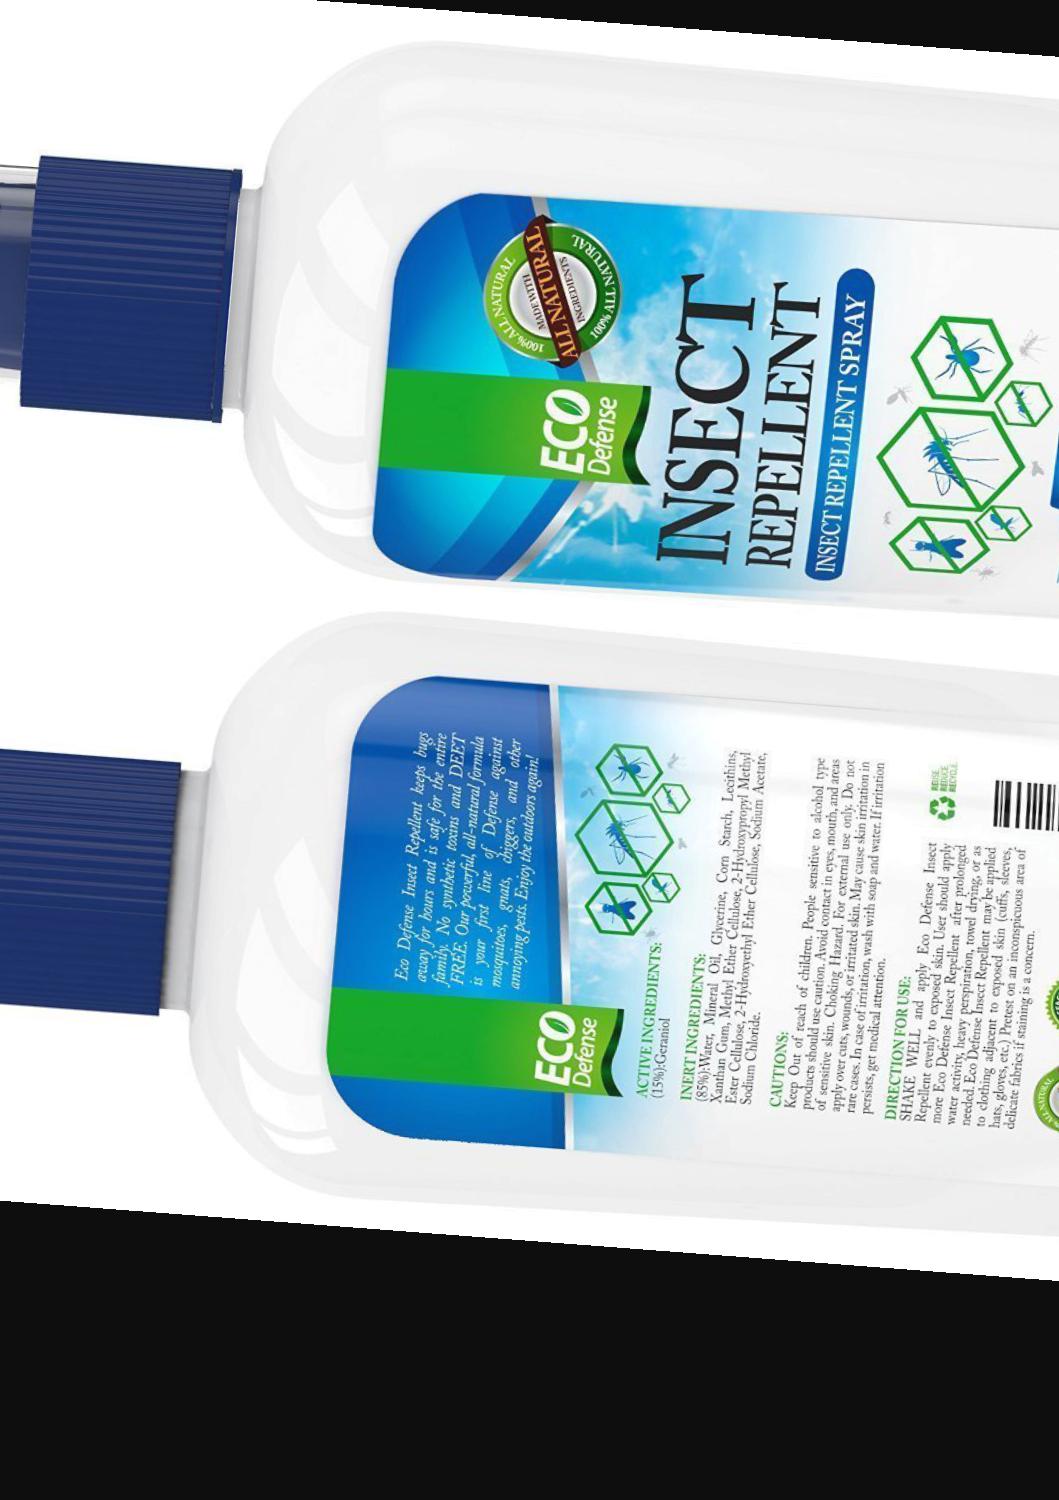 100% ALL NATURAL
MADE WITH
ALL NATURAL
INGREDIENTS
100% ALL NATURAL
ECO
Defense
INSECT
REPELLENT
INSECT REPELLENT SPRAY
Eco Defense Insect Repellent keeps bugs
away for hours and is safe for the entire
family. No synthetic toxins and DEET
FREE. Our powerful, all-natural formula
is your first line of Defense against
mosquitoes, gnats, chiggers, and other
annoying pests. Enjoy the outdoors again!
ECO
Defense
ACTIVE INGREDIENTS:
(15%):Geraniol
INERT INGREDIENTS:
(85%):Water, Mineral Oil, Glycerine, Corn Starch, Lecithins,
Xanthan Gum, Methyl Ether Cellulose, 2-Hydroxypropyl Methyl
Ester Cellulose, 2-Hydroxyethyl Ether Cellulose, Sodium Acetate,
Sodium Chloride.
CAUTIONS:
Keep Out of reach of children. People sensitive to alcohol type
products should use caution. Avoid contact in eyes, mouth, and areas
of sensitive skin. Choking Hazard. For external use only. Do not
apply over cuts, wounds, or irritated skin. May cause skin irritation in
rare cases. In case of irritation, wash with soap and water. If irritation
persists, get medical attention.
DIRECTION FOR USE:
SHAKE WELL and apply Eco Defense Insect
Repellent evenly to exposed skin. User should apply
more Eco Defense Insect Repellent after prolonged
water activity, heavy perspiration, towel drying, or as
needed. Eco Defense Insect Repellent may be applied
to clothing adjacent to exposed skin (cuffs, sleeves,
hats, gloves, etc.) Pretest on an inconspicuous area of
delicate fabrics if staining is a concern.
REUSE
REDUCE
RECYCLE
ALL NATURAL